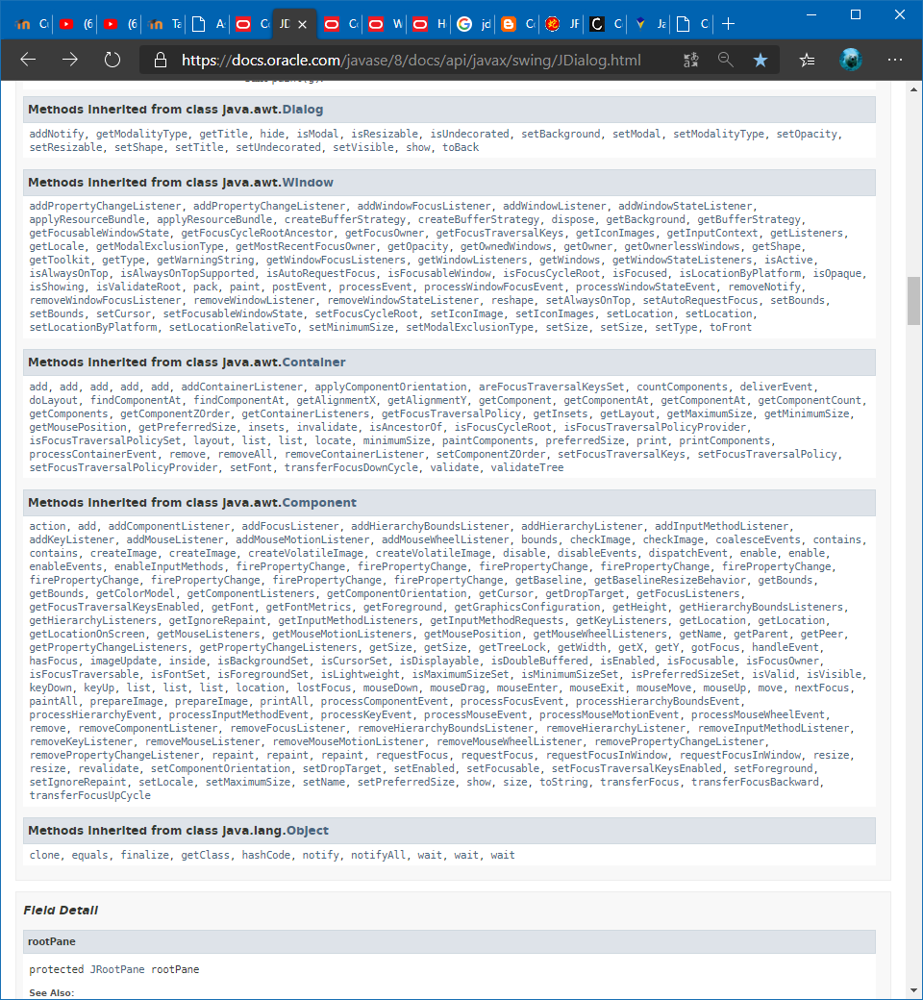 C
(6
(6
Ta
A
C
JD
C
W
H
jd
C
JF
C
Ja
C
https://docs.oracle.com/javase/8/docs/api/javax/swing/JDialog.html
Methods inherited from class java.awt.Dialog
addNotify, getModalityType, getTitle, hide, isModal, isResizable, isUndecorated, setBackground, setModal, setModalityType, setOpacity,
setResizable, setShape, setTitle, setUndecorated, setVisible, show, toBack
Methods inherited from class java.awt.Window
addPropertyChangeListener, addPropertyChangeListener, addWindowFocusListener, addWindowListener, addWindowStateListener,
applyResourceBundle, applyResourceBundle, createBufferStrategy, createBufferStrategy, dispose, getBackground, getBufferStrategy,
getFocusableWindowState, getFocusCycleRootAncestor, getFocusOwner, getFocusTraversalKeys, getIconImages, getInputContext, getListeners,
getLocale, getModalExclusionType, getMostRecentFocusOwner, getOpacity, getOwnedWindows, getOwner, getOwnerlessWindows, getShape,
getToolkit, getType, getWarningString, getWindowFocusListeners, getWindowListeners, getWindows, getWindowStateListeners, isActive,
isAlwaysOnTop, isAlwaysOnTopSupported, isAutoRequestFocus, isFocusableWindow, isFocusCycleRoot, isFocused, isLocationByPlatform, isOpaque,
isShowing, isValidateRoot, pack, paint, postEvent, processEvent, processWindowFocusEvent, processWindowStateEvent, removeNotify,
removeWindowFocusListener, removeWindowListener, removeWindowStateListener, reshape, setAlwaysOnTop, setAutoRequestFocus, setBounds,
setBounds, setCursor, setFocusableWindowState, setFocusCycleRoot, setIconImage, setIconImages, setLocation, setLocation,
setLocationByPlatform, setLocationRelativeTo, setMinimumSize, setModalExclusionType, setSize, setSize, setType, toFront
Methods inherited from class java.awt.Container
add, add, add, add, add, addContainerListener, applyComponentOrientation, areFocusTraversalKeysSet, countComponents, deliverEvent,
doLayout, findComponentAt, findComponentAt, getAlignmentX, getAlignmentY, getComponent, getComponentAt, getComponentAt, getComponentCount,
getComponents, getComponentZOrder, getContainerListeners, getFocusTraversalPolicy, getInsets, getLayout, getMaximumSize, getMinimumSize,
getMousePosition, getPreferredSize, insets, invalidate, isAncestorOf, isFocusCycleRoot, isFocusTraversalPolicyProvider,
isFocusTraversalPolicySet, layout, list, list, locate, minimumSize, paintComponents, preferredSize, print, printComponents,
processContainerEvent, remove, remove, removeAll, removeContainerListener, setComponentZOrder, setFocusTraversalKeys, setFocusTraversalPolicy,
setFocusTraversalPolicyProvider, setFont, transferFocusDownCycle, validate, validateTree
Methods inherited from class java.awt.Component
action, add, addComponentListener, addFocusListener, addHierarchyBoundsListener, addHierarchyListener, addInputMethodListener,
addKeyListener, addMouseListener, addMouseMotionListener, addMouseWheelListener, bounds, checkImage, checkImage, coalesceEvents, contains,
contains, createImage, createImage, createVolatileImage, createVolatileImage, disable, disableEvents, dispatchEvent, enable, enable,
enableEvents, enableInputMethods, firePropertyChange, firePropertyChange, firePropertyChange, firePropertyChange, firePropertyChange,
firePropertyChange, firePropertyChange, firePropertyChange, firePropertyChange, getBaseline, getBaselineResizeBehavior, getBounds,
getBounds, getColorModel, getComponentListeners, getComponentOrientation, getCursor, getDropTarget, getFocusListeners,
getFocusTraversalKeysEnabled, getFont, getFontMetrics, getForeground, getGraphicsConfiguration, getHeight, getHierarchyBoundsListeners,
getHierarchyListeners, getIgnoreRepaint, getInputMethodListeners, getInputMethodRequests, getKeyListeners, getLocation, getLocation,
getLocationOnScreen, getMouseListeners, getMouseMotionListeners, getMousePosition, getMouseWheelListeners, getName, getParent, getPeer,
getPropertyChangeListeners, getPropertyChangeListeners, getSize, getSize, getTreeLock, getWidth, getX, getY, gotFocus, handleEvent,
hasFocus, imageUpdate, inside, isBackgroundSet, isCursorSet, isDisplayable, isDoubleBuffered, isEnabled, isFocusable, isFocusOwner,
isFocusTraversable, isFontSet, isForegroundSet, isLightweight, isMaximumSizeSet, isMinimumSizeSet, isPreferredSizeSet, isValid, isVisible,
keyDown, keyUp, list, list, list, location, lostFocus, mouseDown, mouseDrag, mouseEnter, mouseExit, mouseMove, mouseUp, move, nextFocus,
paintAll, prepareImage, prepareImage, printAll, processComponentEvent, processFocusEvent, processHierarchyBoundsEvent,
processHierarchyEvent, processInputMethodEvent, processKeyEvent, processMouseEvent, processMouseMotionEvent, processMouseWheelEvent,
remove, removeComponentListener, removeFocusListener, removeHierarchyBoundsListener, removeHierarchyListener, removeInputMethodListener,
removeKeyListener, removeMouseListener, removeMouseMotionListener, removeMouseWheelListener, removePropertyChangeListener,
removePropertyChangeListener, repaint, repaint, repaint, requestFocus, requestFocus, requestFocusInWindow, requestFocusInWindow, resize,
resize, revalidate, setComponentOrientation, setDropTarget, setEnabled, setFocusable, setFocusTraversalKeysEnabled, setForeground,
setIgnoreRepaint, setLocale, setMaximumSize, setName, setPreferredSize, show, size, toString, transferFocus, transferFocusBackward,
transferFocusUpCycle
Methods inherited from class java.lang.Object
clone, equals, finalize, getClass, hashCode, notify, notifyAll, wait, wait, wait
Field Detail
rootPane
protected JRootPane rootPane
See Also: